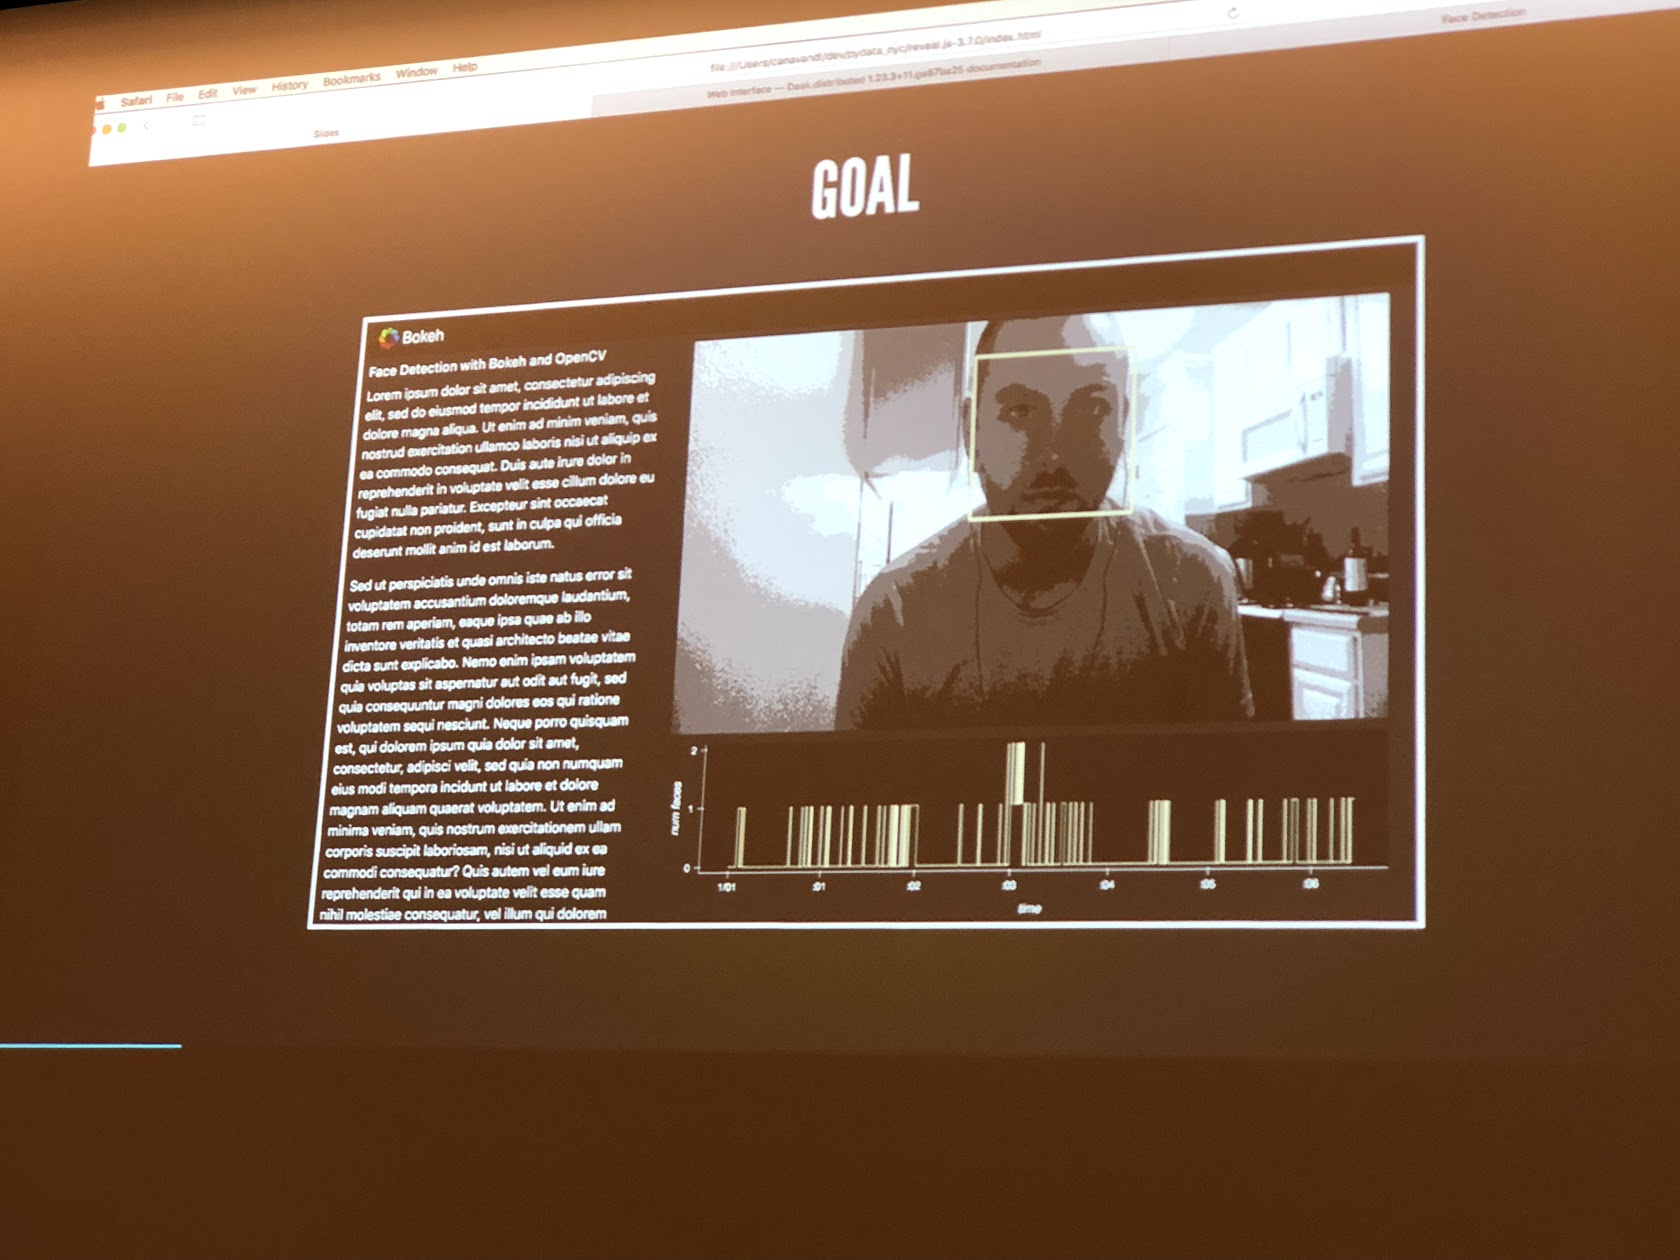 Safari File Edit View History Bookmarks Window Help
file:///Users/canavandl/dev/pydata_nyc/reveal.js-3.7.0/index.html
Slides
Web Interface — Dask.distributed 1.23.3+11.ga67ba25 documentation
Face Detection
GOAL
Bokeh
Face Detection with Bokeh and OpenCV
Lorem ipsum dolor sit amet, consectetur adipiscing
elit, sed do eiusmod tempor incididunt ut labore et
dolore magna aliqua. Ut enim ad minim veniam, quis
nostrud exercitation ullamco laboris nisi ut aliquip ex
ea commodo consequat. Duis aute irure dolor in
reprehenderit in voluptate velit esse cillum dolore eu
fugiat nulla pariatur. Excepteur sint occaecat
cupidatat non proident, sunt in culpa qui officia
deserunt mollit anim id est laborum.
Sed ut perspiciatis unde omnis iste natus error sit
voluptatem accusantium doloremque laudantium,
totam rem aperiam, eaque ipsa quae ab illo
inventore veritatis et quasi architecto beatae vitae
dicta sunt explicabo. Nemo enim ipsam voluptatem
quia voluptas sit aspernatur aut odit aut fugit, sed
quia consequuntur magni dolores eos qui ratione
voluptatem sequi nesciunt. Neque porro quisquam
est, qui dolorem ipsum quia dolor sit amet,
consectetur, adipisci velit, sed quia non numquam
eius modi tempora incidunt ut labore et dolore
magnam aliquam quaerat voluptatem. Ut enim ad
minima veniam, quis nostrum exercitationem ullam
corporis suscipit laboriosam, nisi ut aliquid ex ea
commodi consequatur? Quis autem vel eum iure
reprehenderit qui in ea voluptate velit esse quam
nihil molestiae consequatur, vel illum qui dolorem
num faces
2
1
0
1/01 :01 :02 :03 :04 :05 :06
time